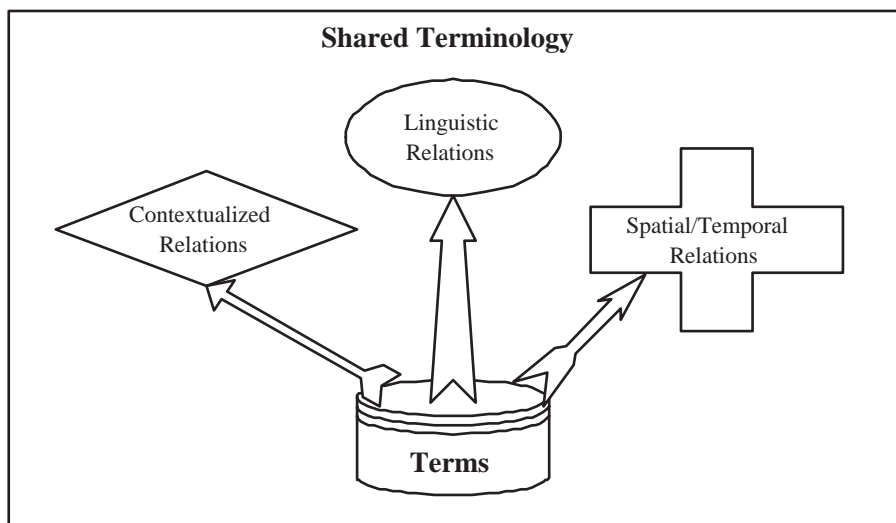 Shared Terminology
Linguistic
Relations
Contextualized
Relations
Spatial/Temporal
Relations
Terms